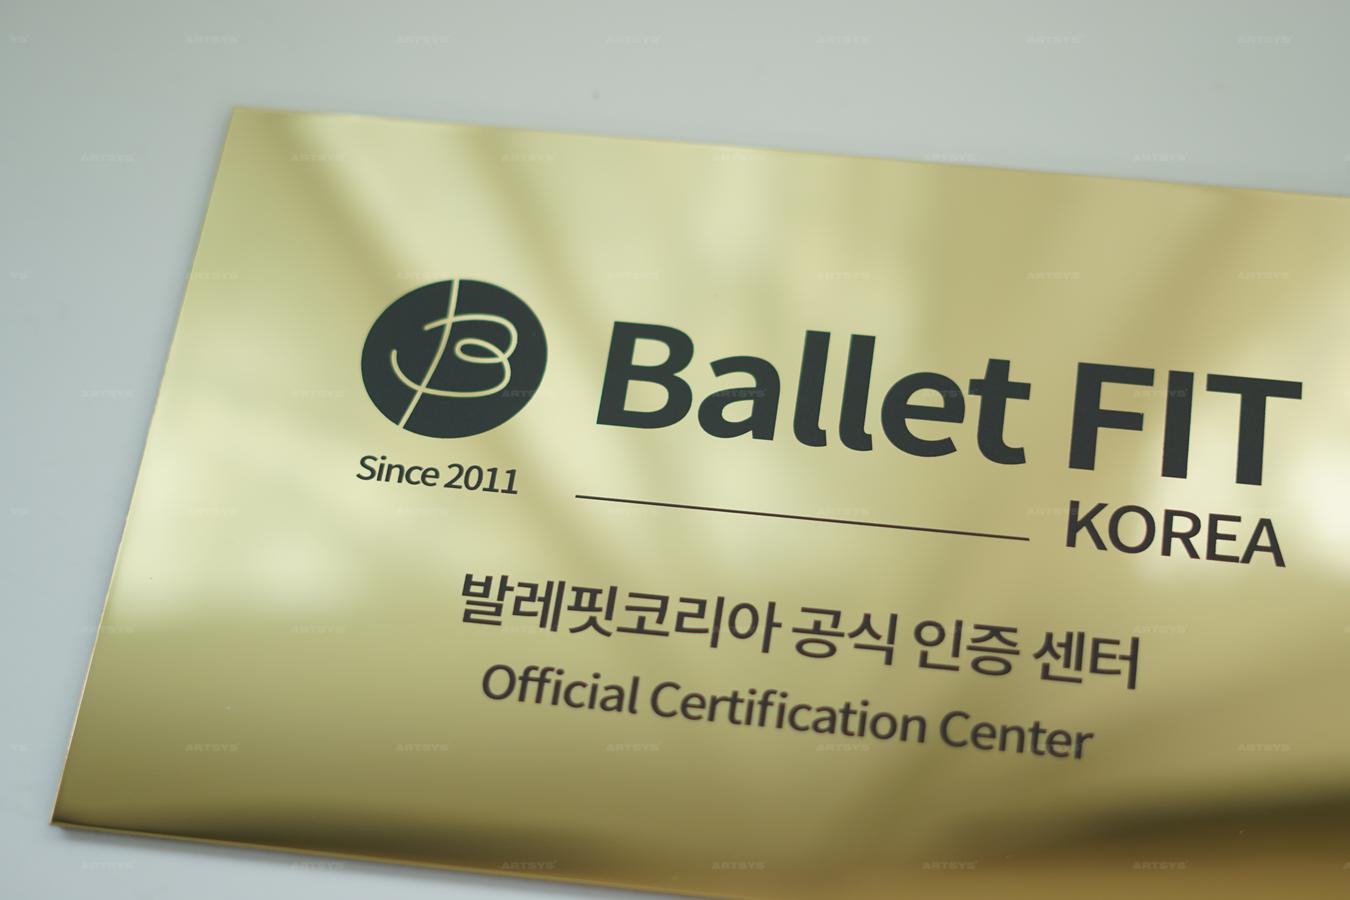 Ballet FIT
Since 2011
KOREA
발레핏코리아 공식 인증 센터
Official Certification Center
ARTSYS